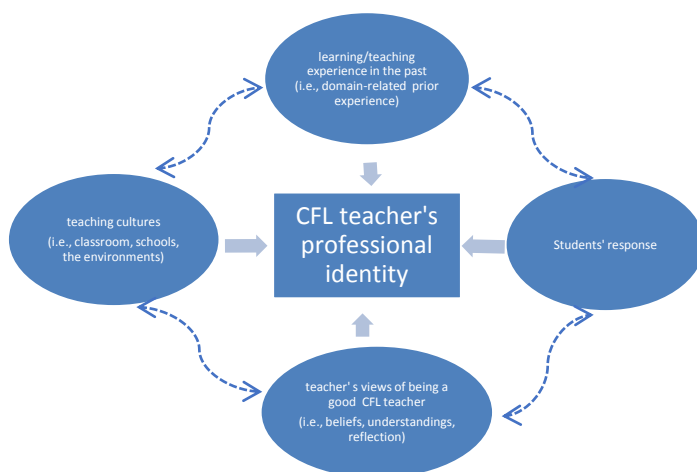 learning/teaching
experience in the past
(i.e., domain-related prior
experience)
teaching cultures
(i.e., classroom, schools,
the environments)
CFL teacher's
professional
identity
Students' response
teacher's views of being a
good CFL teacher
(i.e., beliefs, understandings,
reflection)